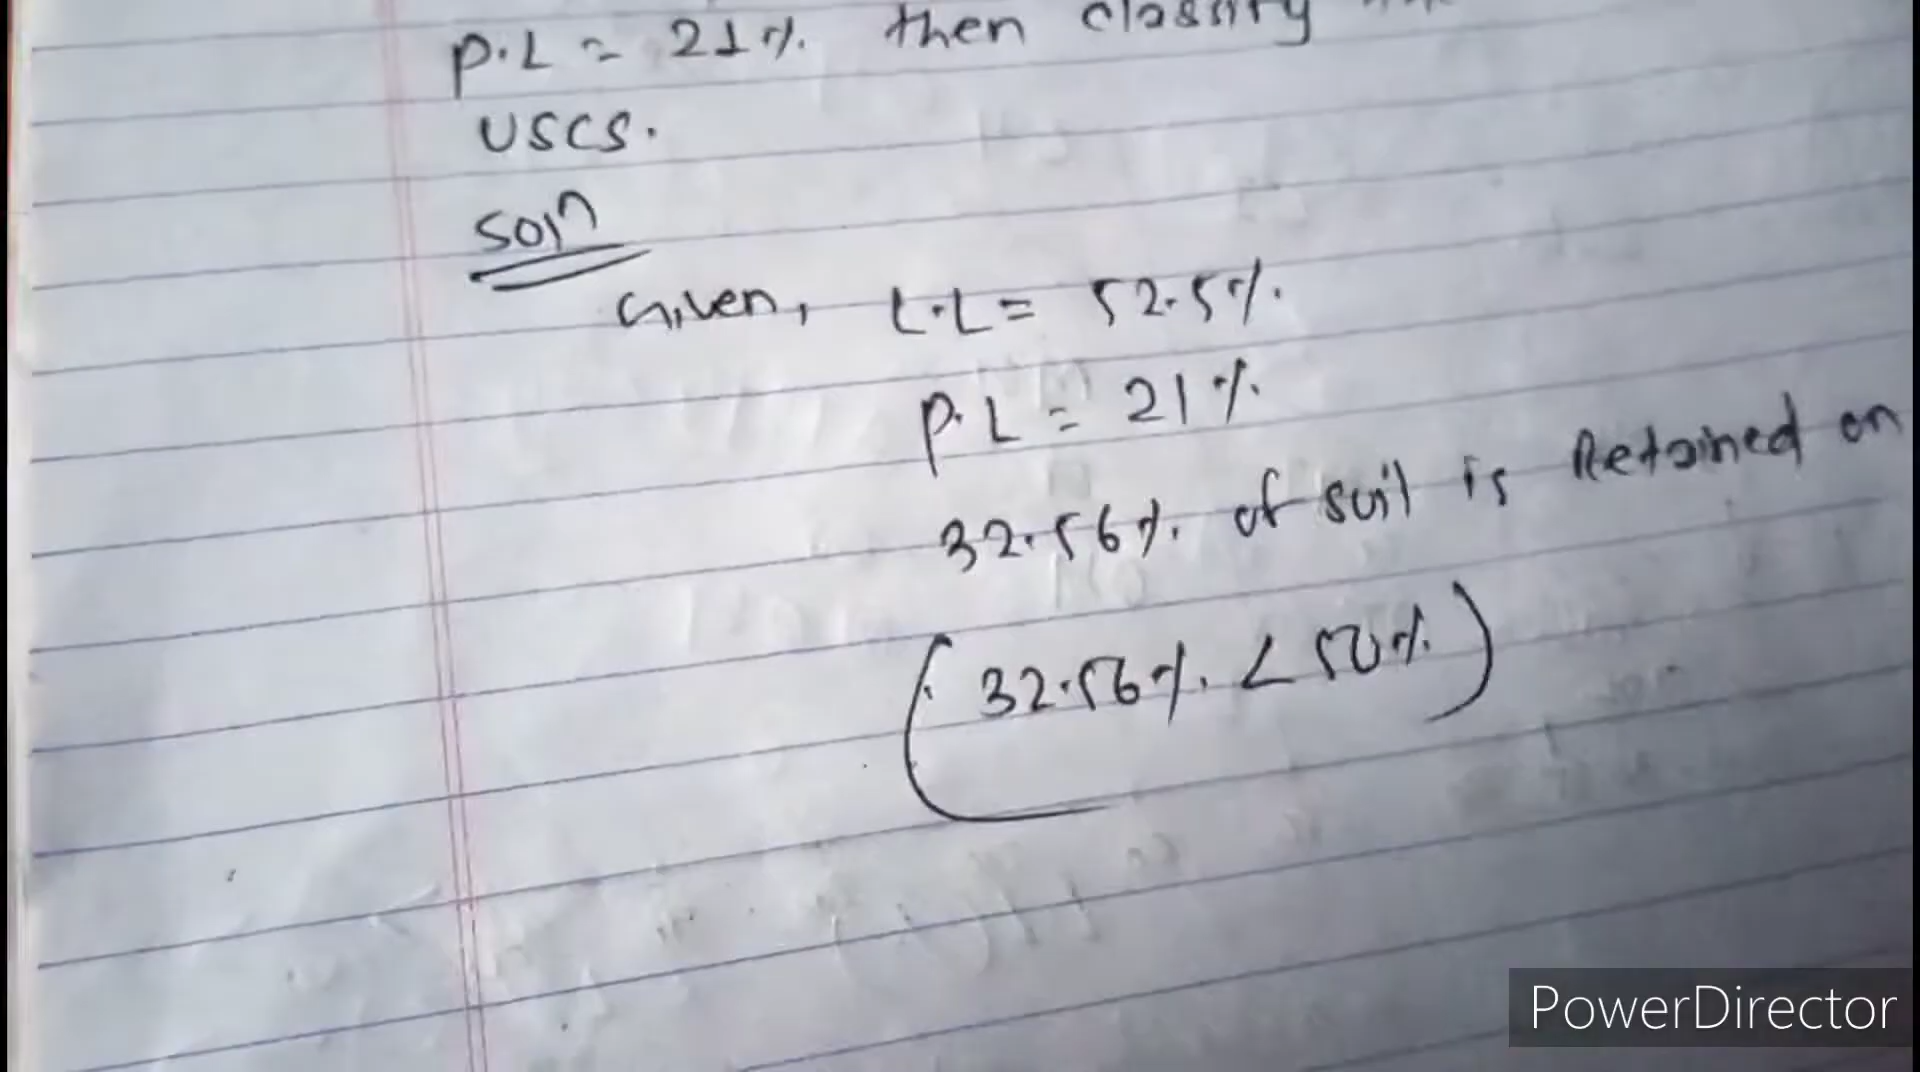 P.L = 21%. then classify
USCS.
Soln
Given, L.L = 52.5%.
P.L = 21%.
32.56%. of soil is Retained on
(32.56%. < 50%.)
PowerDirector